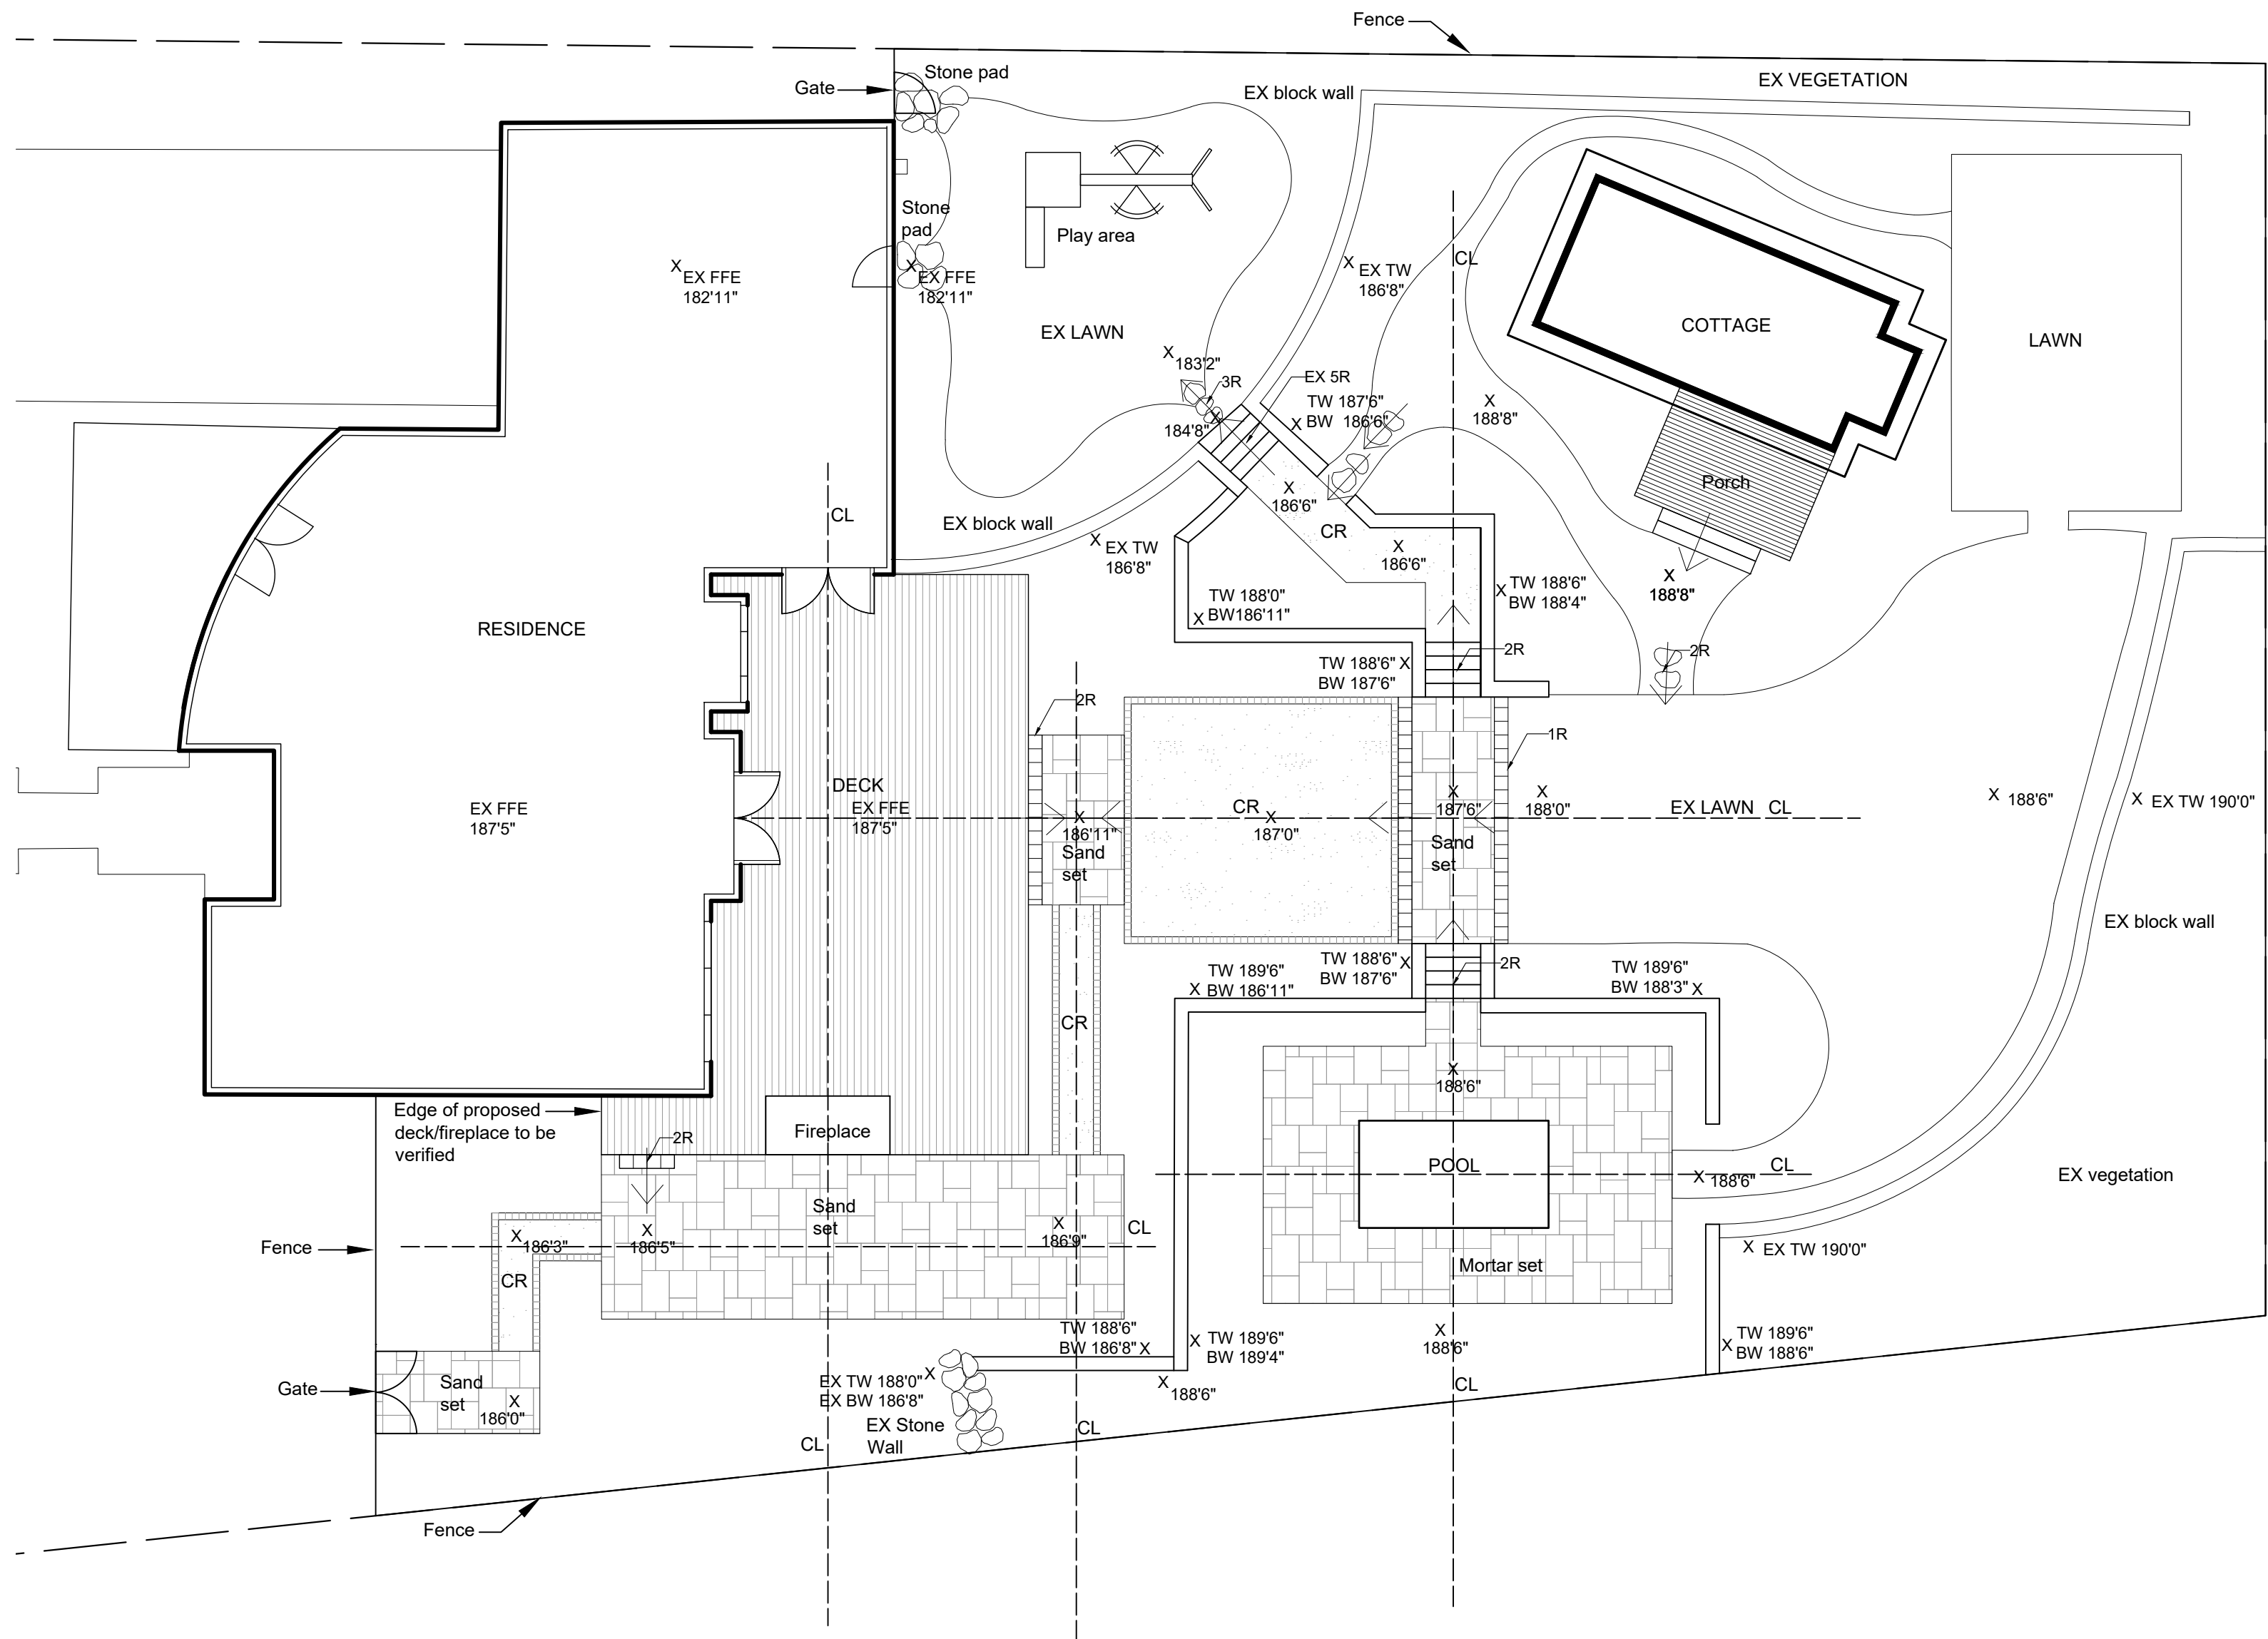 Fence
EX VEGETATION
Stone pad
Gate
EX block wall
Stone
pad
Play area
CL
X
EX FFE
182'11"
X
EX FFE
182'11"
X EX TW
186'8"
COTTAGE
LAWN
EX LAWN
X
183'2"
3R
EX 5R
X
184'8"
TW 187'6"
X BW 186'6"
X
188'8"
Porch
X
186'6"
CR
CL
EX block wall
X EX TW
186'8"
X
186'6"
X
188'8"
TW 188'6"
X BW 188'4"
TW 188'0"
X BW186'11"
RESIDENCE
TW 188'6" X
BW 187'6"
2R
2R
2R
1R
DECK
EX FFE
187'5"
EX FFE
187'5"
X
186'11"
Sand
set
CR
X
187'0"
X
187'6"
Sand
set
X
188'0"
EX LAWN CL
X 188'6"
X EX TW 190'0"
EX block wall
TW 189'6"
X BW 186'11"
TW 188'6"
BW 187'6" X
2R
TW 189'6"
BW 188'3" X
CR
X
188'6"
Edge of proposed
deck/fireplace to be
verified
Fireplace
2R
POOL
CL
X 188'6"
EX vegetation
Sand
set
X
186'3"
X
186'5"
X
186'9"
CL
Fence
CR
Mortar set
X EX TW 190'0"
TW 188'6"
BW 186'8" X
TW 189'6"
X BW 189'4"
X
188'6"
TW 189'6"
X BW 188'6"
EX TW 188'0" X
EX BW 186'8"
X
188'6"
CL
Gate
Sand
set
X
186'0"
EX Stone
Wall
CL
CL
Fence